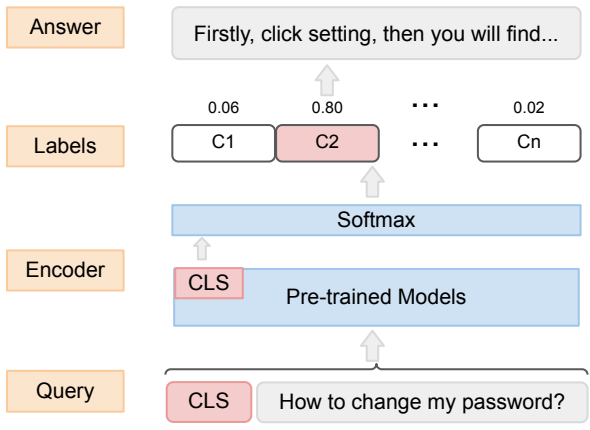 Answer
Firstly, click setting, then you will find...
0.06 0.80 ... 0.02
Labels
C1 C2 ... Cn
Softmax
Encoder
CLS
Pre-trained Models
Query
CLS
How to change my password?